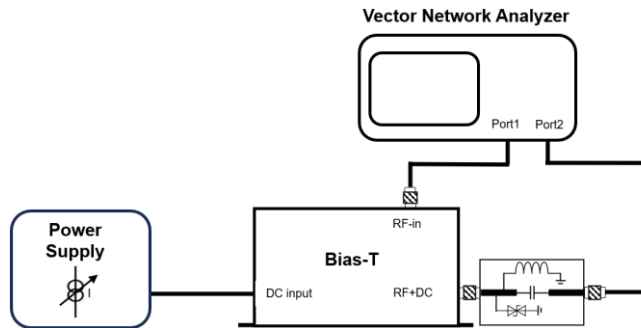 Vector Network Analyzer
Port1 Port2
Power
Supply
I
RF-in
Bias-T
DC input
RF+DC